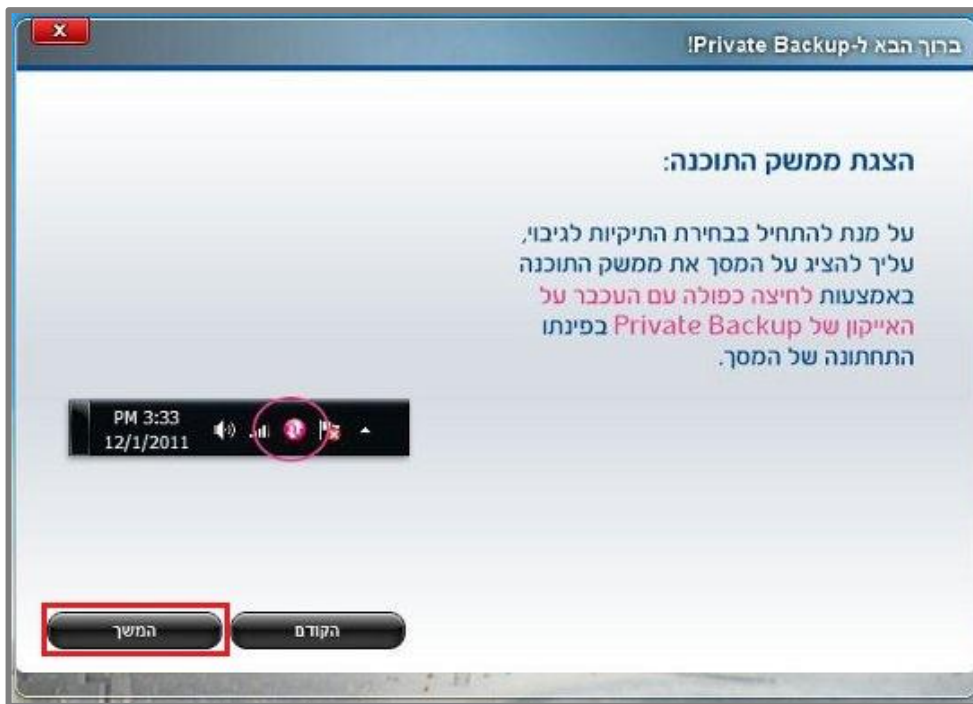 ברוך הבא ל-Private Backup!
X
הצגת ממשק התוכנה:
על מנת להתחיל בבחירת התיקיות לגיבוי,
עליך להציג על המסך את ממשק התוכנה
באמצעות לחיצה כפולה עם העכבר על
האייקון של Private Backup בפינתו
התחתונה של המסך.
PM 3:33
12/1/2011
הקודם
המשך